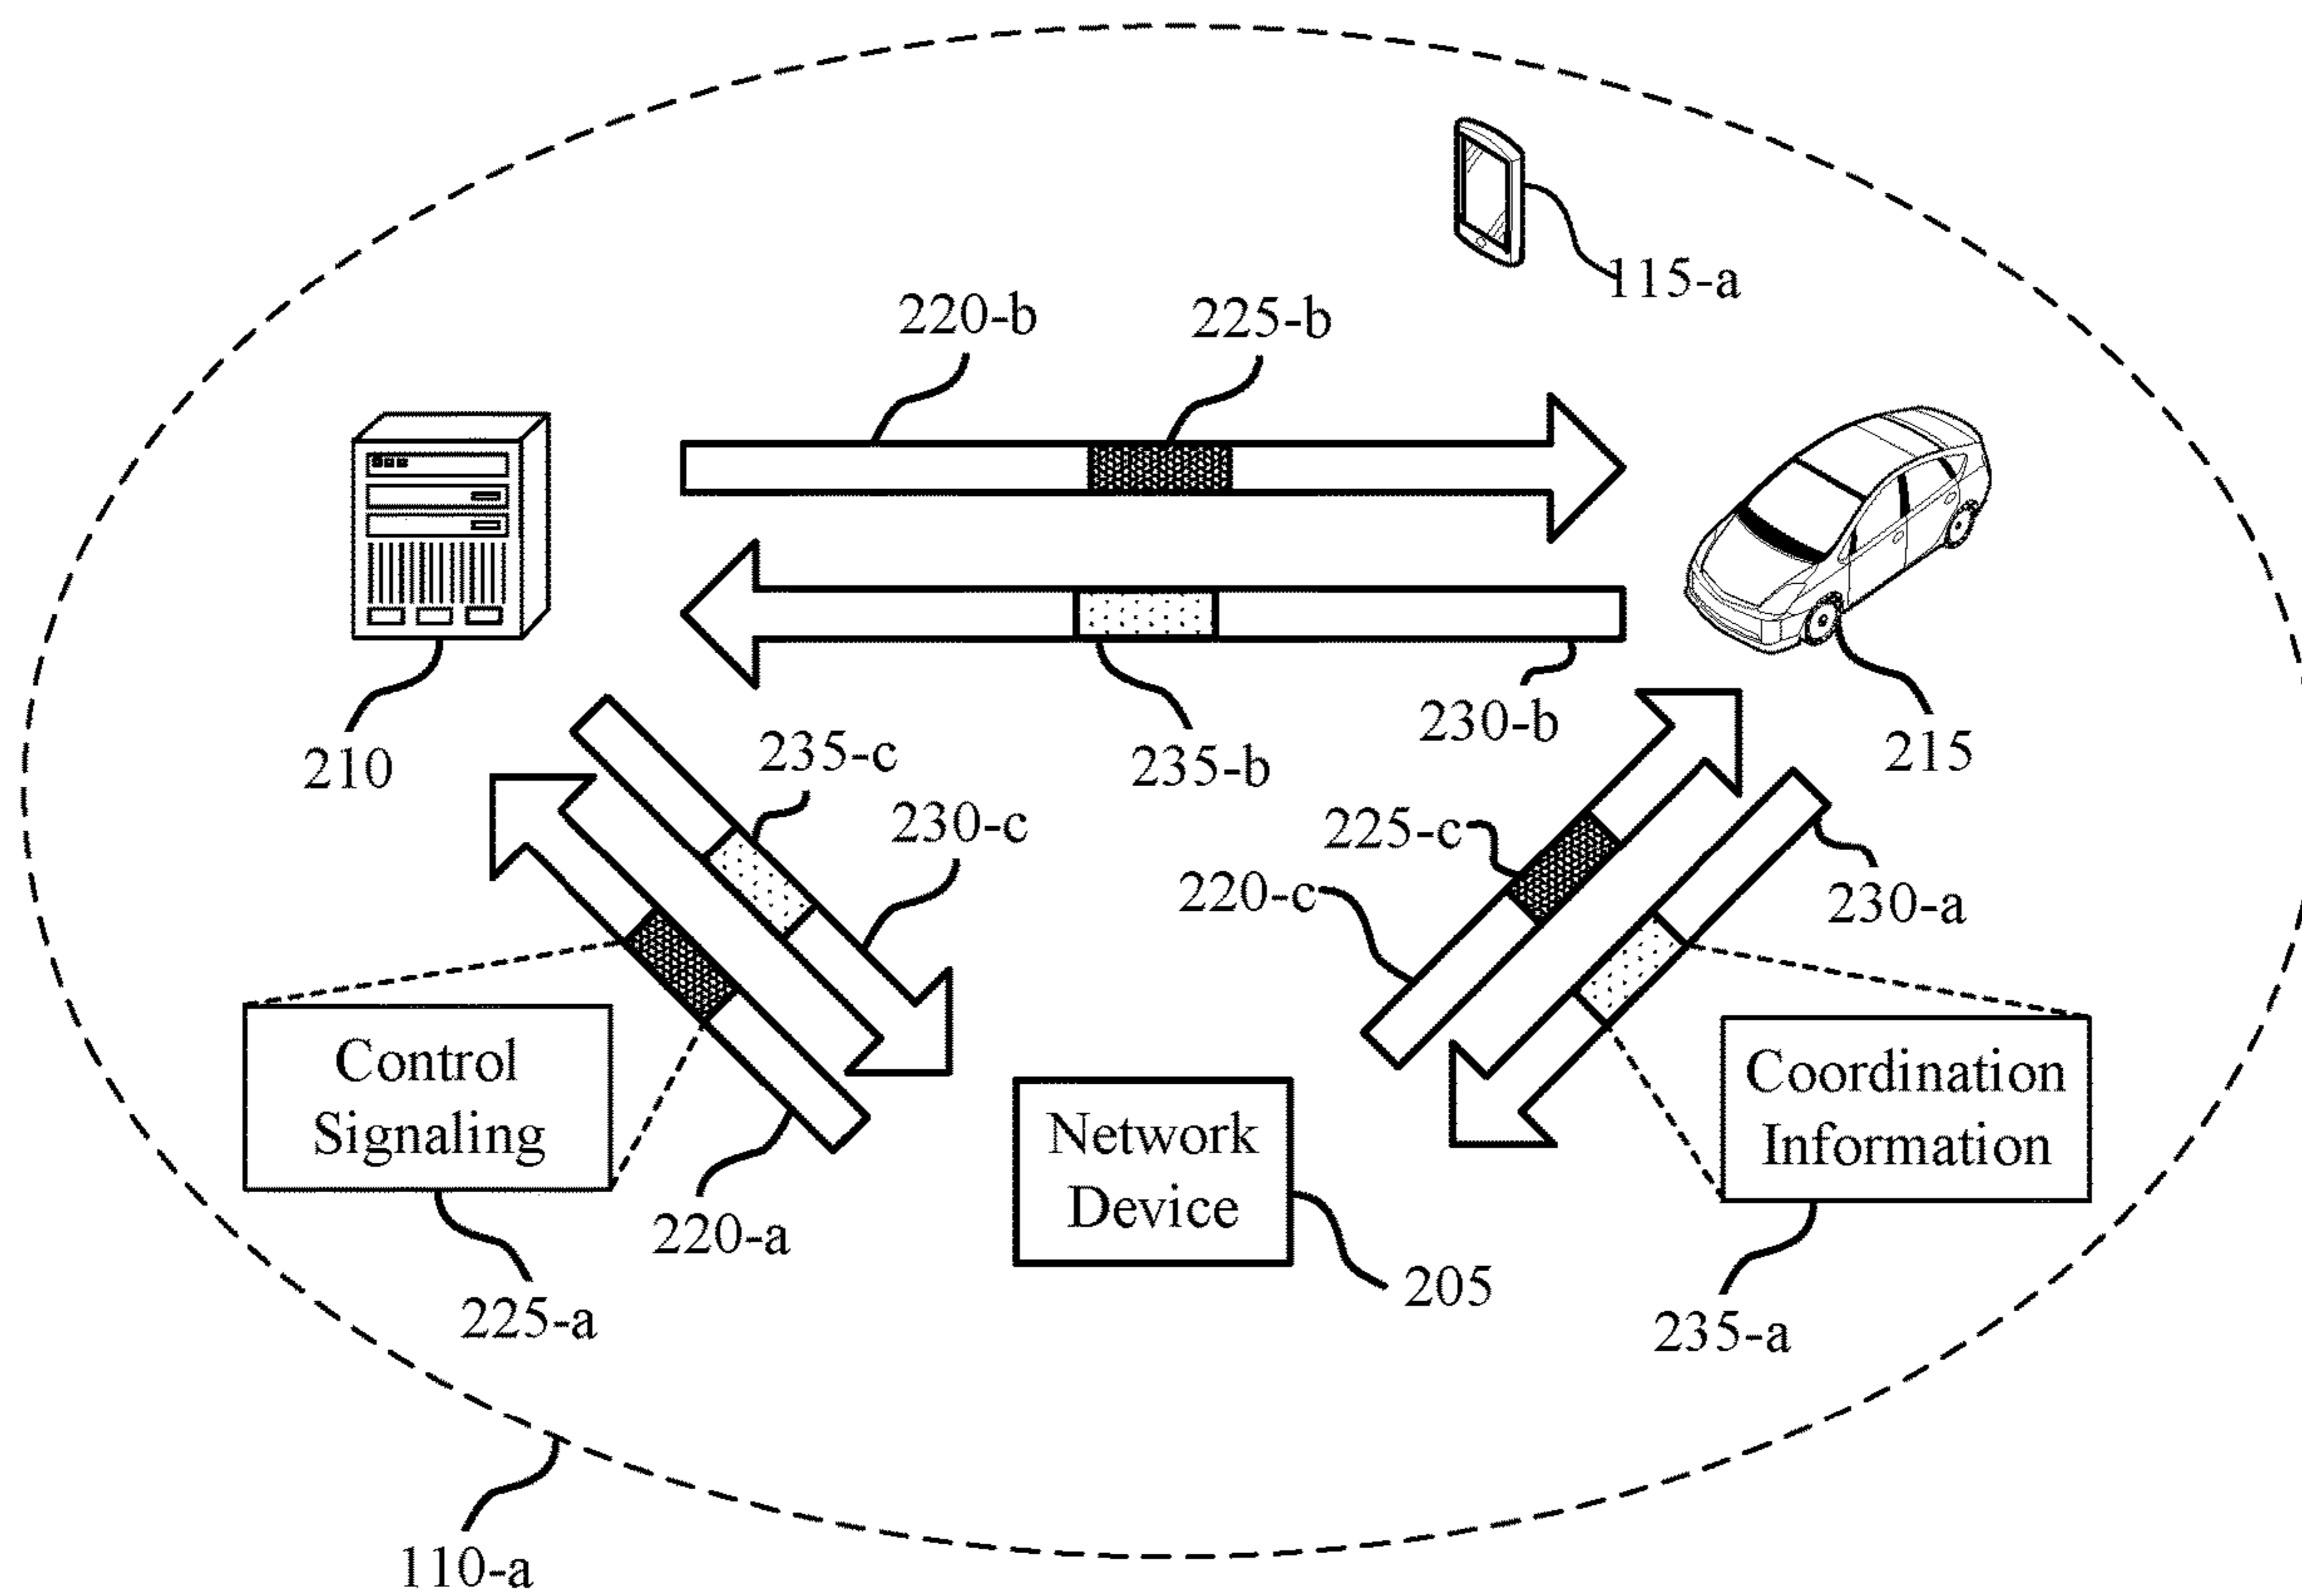 115-a
220-b
225-b
210
235-c
235-b
230-b
215
230-c
225-c
220-c
230-a
Control
Signaling
Coordination
Information
Network
Device
220-a
205
225-a
235-a
110-a